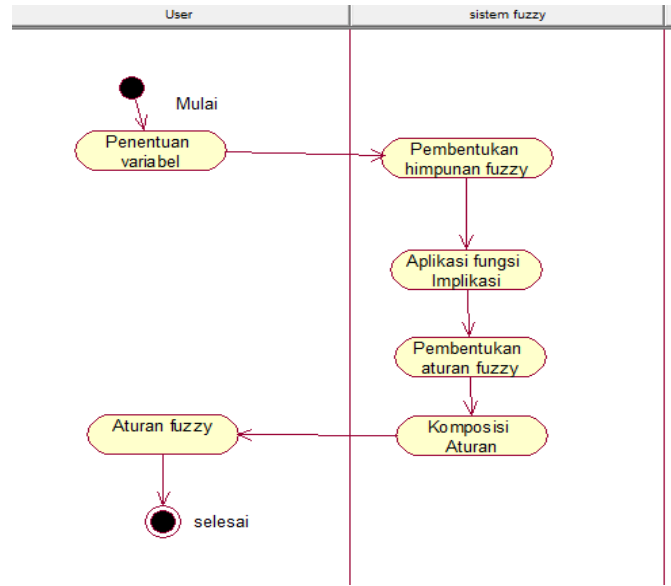 User
sistem fuzzy
Mulai
Penentuan
variabel
Pembentukan
himpunan fuzzy
Aplikasi fungsi
Implikasi
Pembentukan
aturan fuzzy
Komposisi
Aturan
Aturan fuzzy
selesai